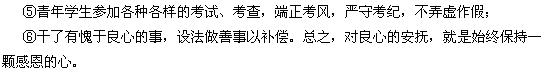 ⑤青年学生参加各种各样的考试、考查，端正考风，严守考纪，不弄虚作假；
⑥干了有愧于良心的事，设法做善事以补偿。总之，对良心的安抚，就是始终保持一
颗感恩的心。